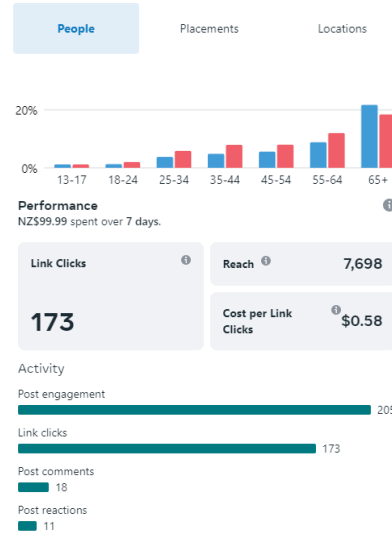 People Placements Locations
20%
0%
13-17 18-24 25-34 35-44 45-54 55-64 65+
Performance
NZ$99.99 spent over 7 days.
Link Clicks
173
Reach 7,698
Cost per Link Clicks $0.58
Activity
Post engagement
205
Link clicks
173
Post comments
18
Post reactions
11